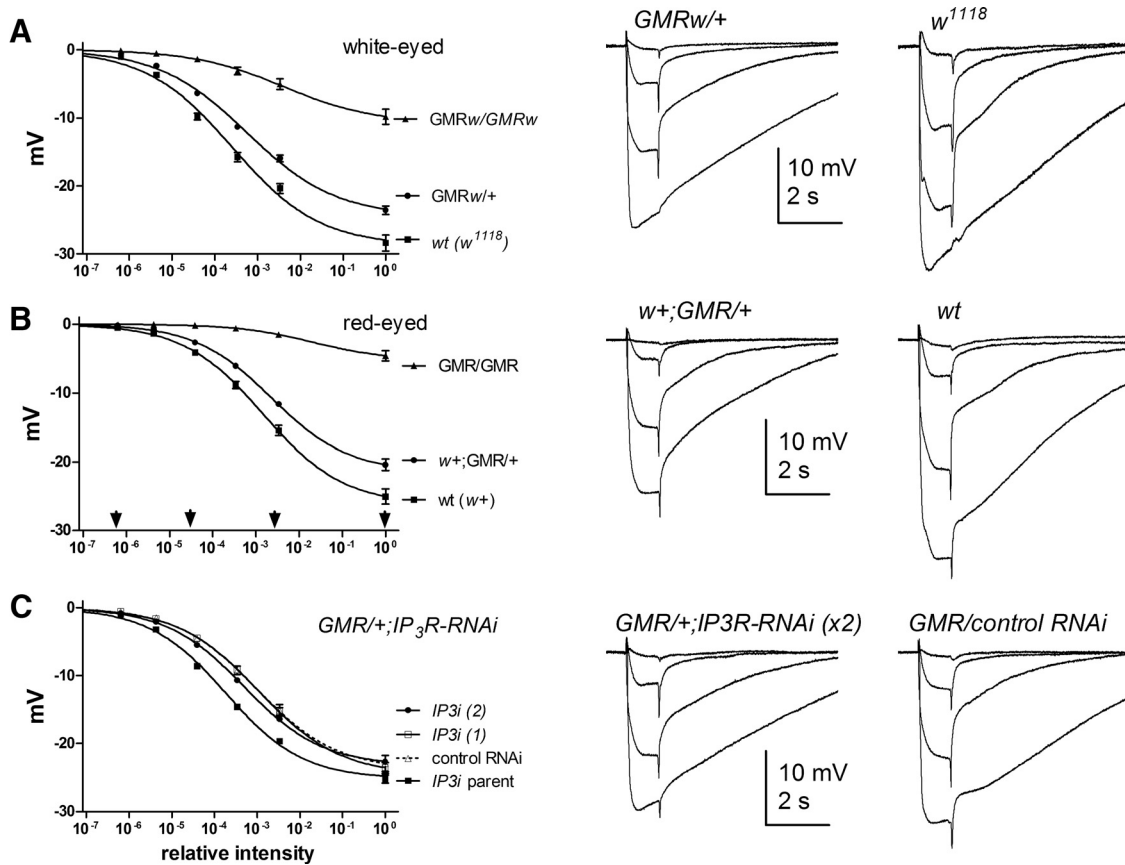 A
white-eyed
GMRw/+
w1118
0
-10
-20
-30
mV
GMRw/GMRw
GMRw/+
wt (w1118)
10 mV
2 s
10-7
10-6
10-5
10-4
10-3
10-2
10-1
100
B
red-eyed
w+;GMR/+
wt
0
-10
-20
-30
mV
GMR/GMR
w+;GMR/+
wt (w+)
10 mV
2 s
10 mV
2 s
10-7
10-6
10-5
10-4
10-3
10-2
10-1
100
C
GMR/+;IP3R-RNAi
GMR/+;IP3R-RNAi (x2)
GMR/control RNAi
0
-10
-20
-30
mV
IP3i (2)
IP3i (1)
control RNAi
IP3i parent
10 mV
2 s
10-7
10-6
10-5
10-4
10-3
10-2
10-1
100
relative intensity